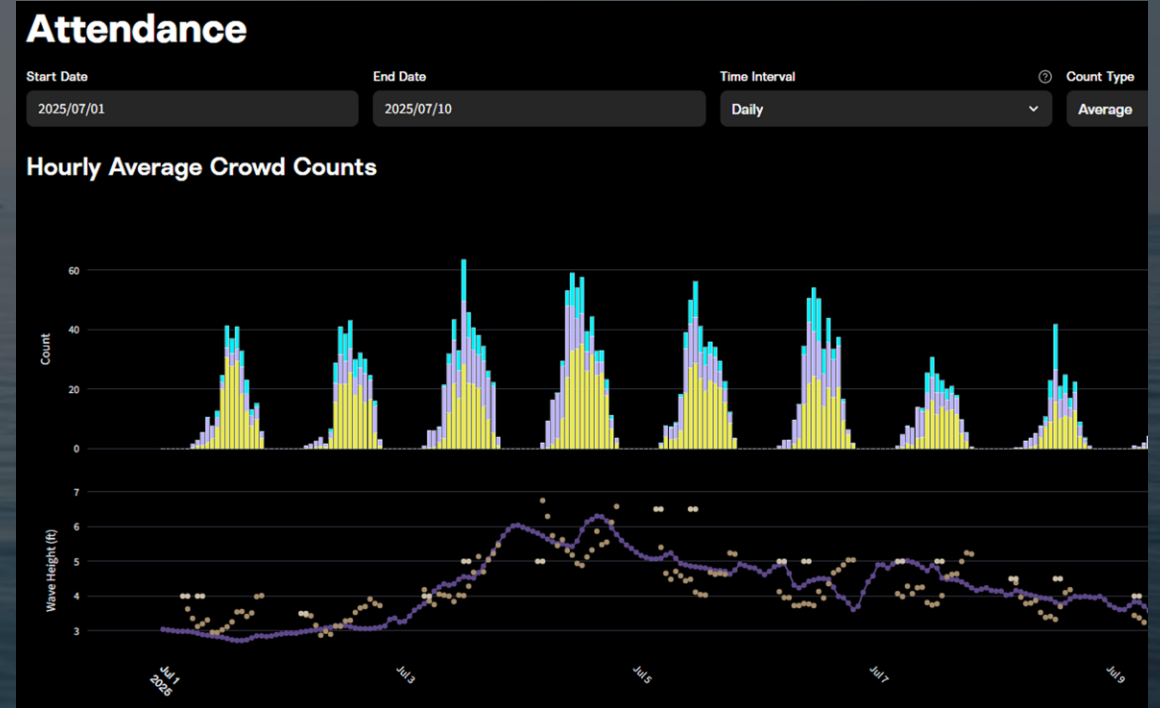 Attendance
Start Date End Date Time Interval ? Count Type
2025/07/01 2025/07/10 Daily Average
Hourly Average Crowd Counts
60
40
20
0
Count
7
6
5
4
3
Wave Height (ft)
Jul 1
2025
Jul 3
Jul 5
Jul 7
Jul 9